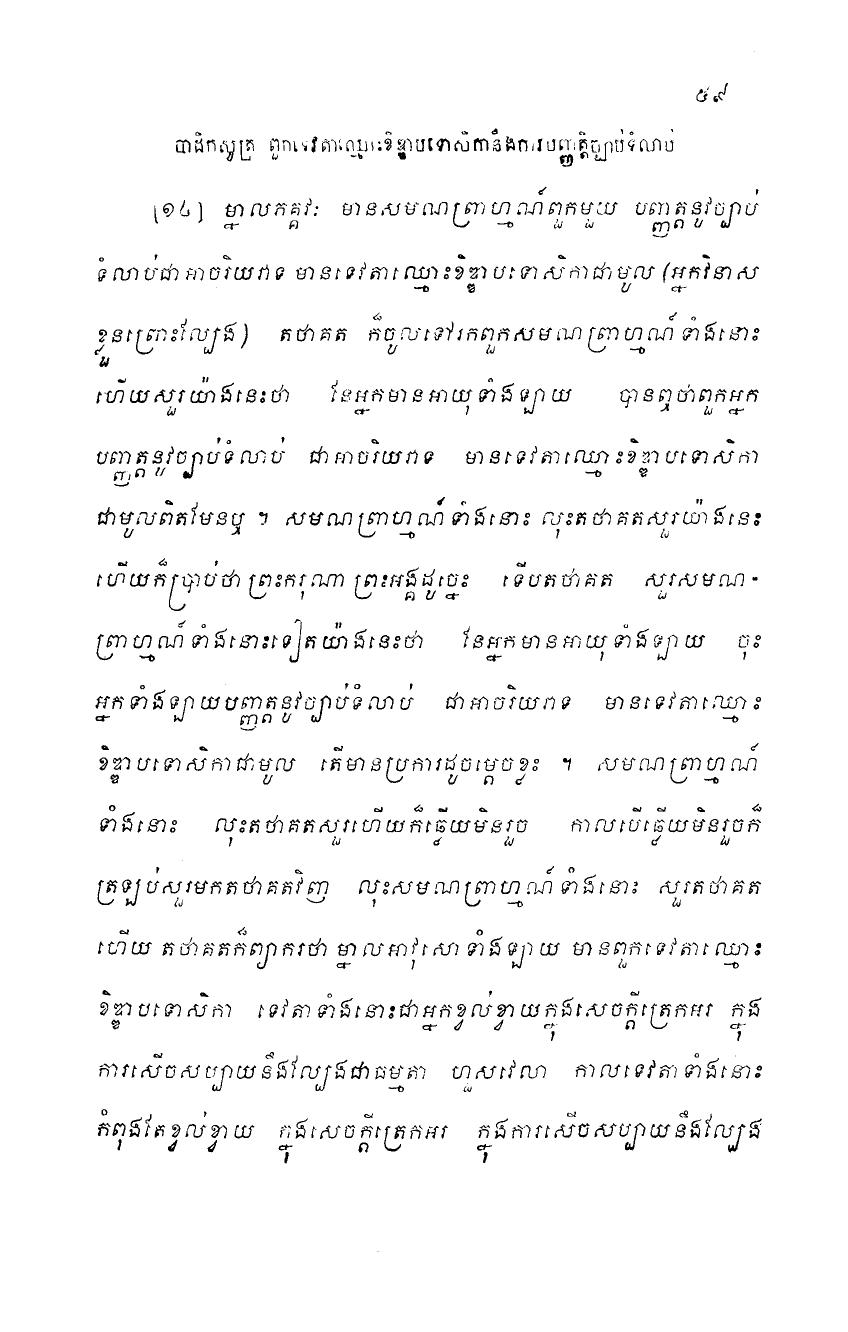 ៥៩
បាដិកសូត្រ ពួកទេវតាឈ្មោះខិឌ្ឌាបទោសិកានឹងការបញ្ញត្តិច្បាប់ទំលាប់
[១៤] ម្នាលភគ្គវៈ មានសមណព្រាហ្មណ៍ពួកមួយ បញ្ញត្តនូវច្បាប់
ទំលាប់ជាអាចរិយវាទ មានទេវតាឈ្មោះខិឌ្ឌាបទោសិកាជាមូល (អ្នកវិនាស
ខ្លួនព្រោះល្បែង) តថាគត ក៏ចូលទៅរកពួកសមណព្រាហ្មណ៍ទាំងនោះ
ហើយសួរយ៉ាងនេះថា នែអ្នកមានអាយុទាំងឡាយ បានឮថាពួកអ្នក
បញ្ញត្តនូវច្បាប់ទំលាប់ ជាអាចរិយវាទ មានទេវតាឈ្មោះខិឌ្ឌាបទោសិកា
ជាមូលពិតមែនឬ ។ សមណព្រាហ្មណ៍ទាំងនោះ លុះតថាគតសួរយ៉ាងនេះ
ហើយក៏ប្រាប់ថា ព្រះករុណា ព្រះអង្គដូច្នេះ ទើបតថាគត សួរសមណ-
ព្រាហ្មណ៍ទាំងនោះទៀតយ៉ាងនេះថា នែអ្នកមានអាយុទាំងឡាយ ចុះ
អ្នកទាំងឡាយបញ្ញត្តនូវច្បាប់ទំលាប់ ជាអាចរិយវាទ មានទេវតាឈ្មោះ
ខិឌ្ឌាបទោសិកាជាមូល តើមានប្រការដូចម្តេចខ្លះ ។ សមណព្រាហ្មណ៍
ទាំងនោះ លុះតថាគតសួរហើយក៏ឆ្លើយមិនរួច កាលបើឆ្លើយមិនរួចក៏
ត្រឡប់សួរមកតថាគតវិញ លុះសមណព្រាហ្មណ៍ទាំងនោះ សួរតថាគត
ហើយ តថាគតក៏ព្យាករថា ម្នាលអាវុសោទាំងឡាយ មានពួកទេវតាឈ្មោះ
ខិឌ្ឌាបទោសិកា ទេវតាទាំងនោះជាអ្នកខ្វល់ខ្វាយក្នុងសេចក្តីត្រេកអរ ក្នុង
ការសើចសប្បាយនឹងល្បែងជាធម្មតា ហួសវេលា កាលទេវតាទាំងនោះ
កំពុងតែខ្វល់ខ្វាយ ក្នុងសេចក្តីត្រេកអរ ក្នុងការសើចសប្បាយនឹងល្បែង